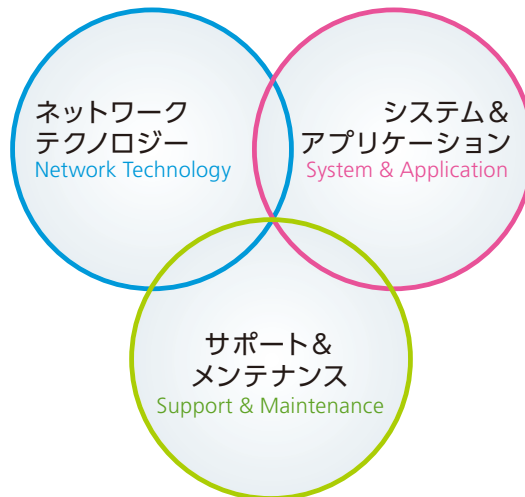 ネットワーク
テクノロジー
Network Technology
システム＆
アプリケーション
System & Application
サポート＆
メンテナンス
Support & Maintenance